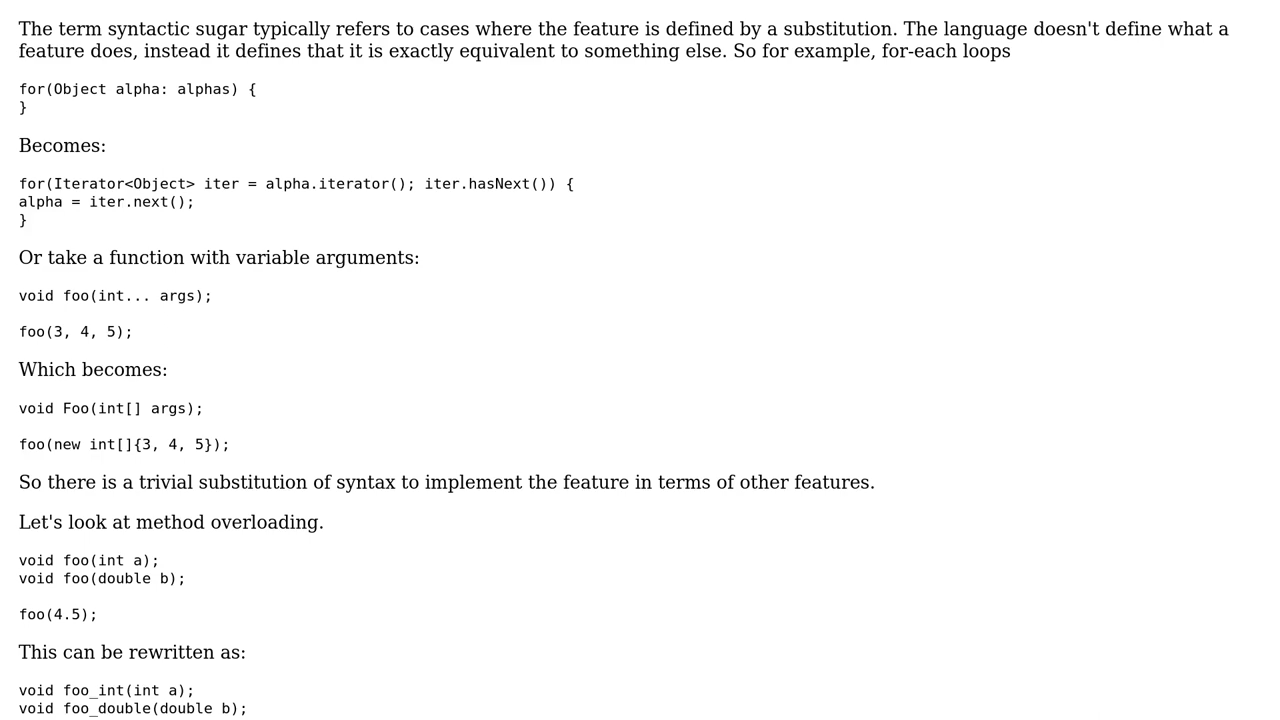 The term syntactic sugar typically refers to cases where the feature is defined by a substitution. The language doesn't define what a
feature does, instead it defines that it is exactly equivalent to something else. So for example, for-each loops
for(Object alpha: alphas) {
}
Becomes:
for(Iterator<Object> iter = alpha.iterator(); iter.hasNext()) {
alpha = iter.next();
}
Or take a function with variable arguments:
void foo(int... args);
foo(3, 4, 5);
Which becomes:
void Foo(int[] args);
foo(new int[]{3, 4, 5});
So there is a trivial substitution of syntax to implement the feature in terms of other features.
Let's look at method overloading.
void foo(int a);
void foo(double b);
foo(4.5);
This can be rewritten as:
void foo_int(int a);
void foo_double(double b);